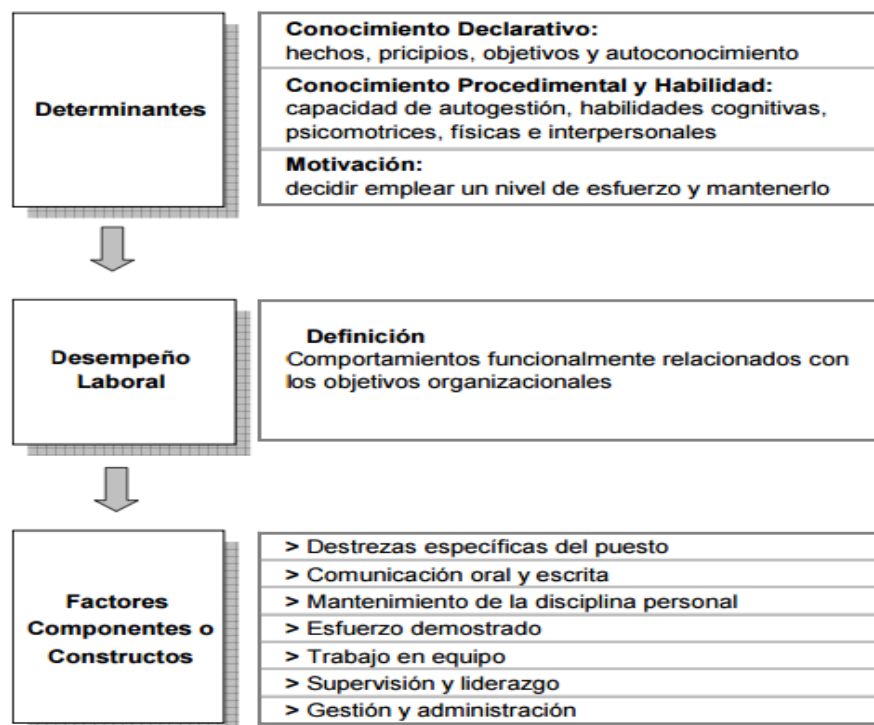 Determinantes
Conocimiento Declarativo:
hechos, pricipios, objetivos y autoconocimiento
Conocimiento Procedimental y Habilidad:
capacidad de autogestión, habilidades cognitivas,
psicomotrices, físicas e interpersonales
Motivación:
decidir emplear un nivel de esfuerzo y mantenerlo
Desempeño
Laboral
Definición
Comportamientos funcionalmente relacionados con
los objetivos organizacionales
Factores
Componentes o
Constructos
> Destrezas específicas del puesto
> Comunicación oral y escrita
> Mantenimiento de la disciplina personal
> Esfuerzo demostrado
> Trabajo en equipo
> Supervisión y liderazgo
> Gestión y administración